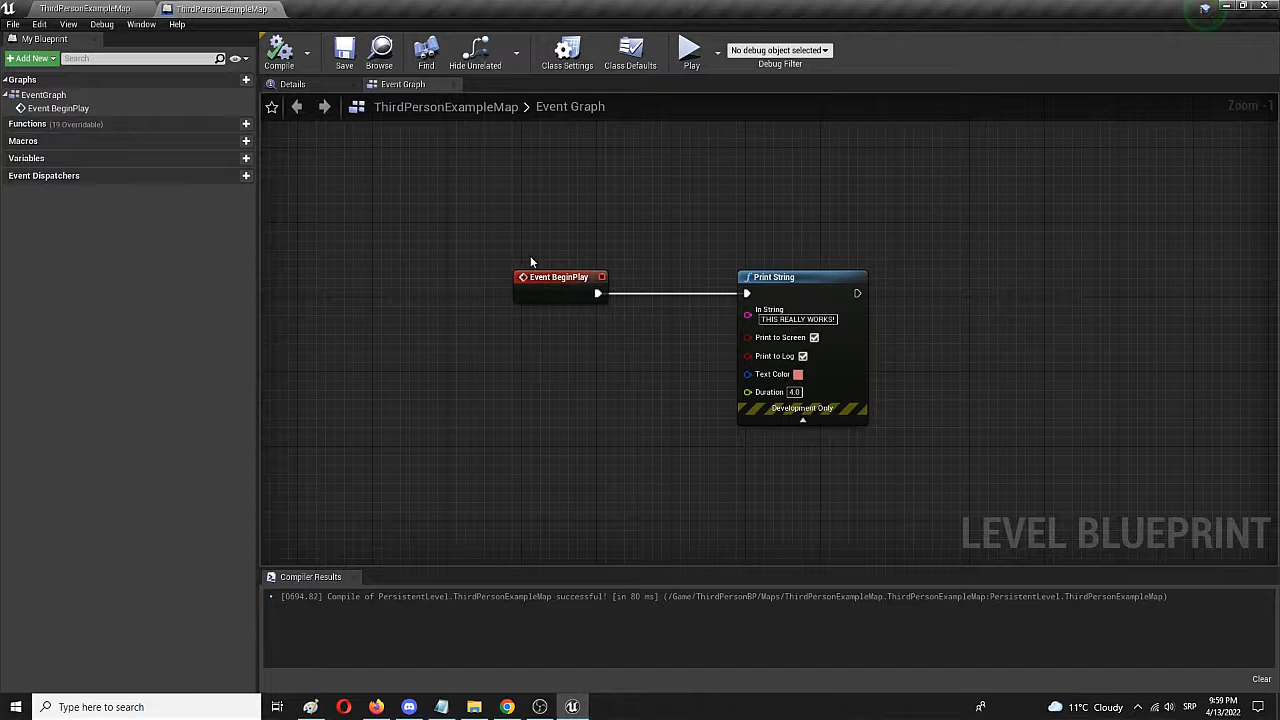 ThirdPersonExampleMap
ThirdPersonExampleMap
File Edit View Debug Window Help
My Blueprint
Add New
Search
Compile
Save
Browse
Find
Hide Unrelated
Class Settings
Class Defaults
Play
No debug object selected
Debug Filter
Graphs
EventGraph
Event BeginPlay
Functions (19 Overridable)
Macros
Variables
Event Dispatchers
Details
Event Graph
ThirdPersonExampleMap > Event Graph
Zoom -1
Event BeginPlay
Print String
In String
THIS REALLY WORKS!
Print to Screen
Print to Log
Text Color
Duration 4.0
Development Only
LEVEL BLUEPRINT
Compiler Results
[0694.82] Compile of PersistentLevel.ThirdPersonExampleMap successful! [in 80 ms] (/Game/ThirdPersonBP/Maps/ThirdPersonExampleMap.ThirdPersonExampleMap:PersistentLevel.ThirdPersonExampleMap)
Clear
Type here to search
11°C Cloudy
SRP
9:59 PM
4/13/2022